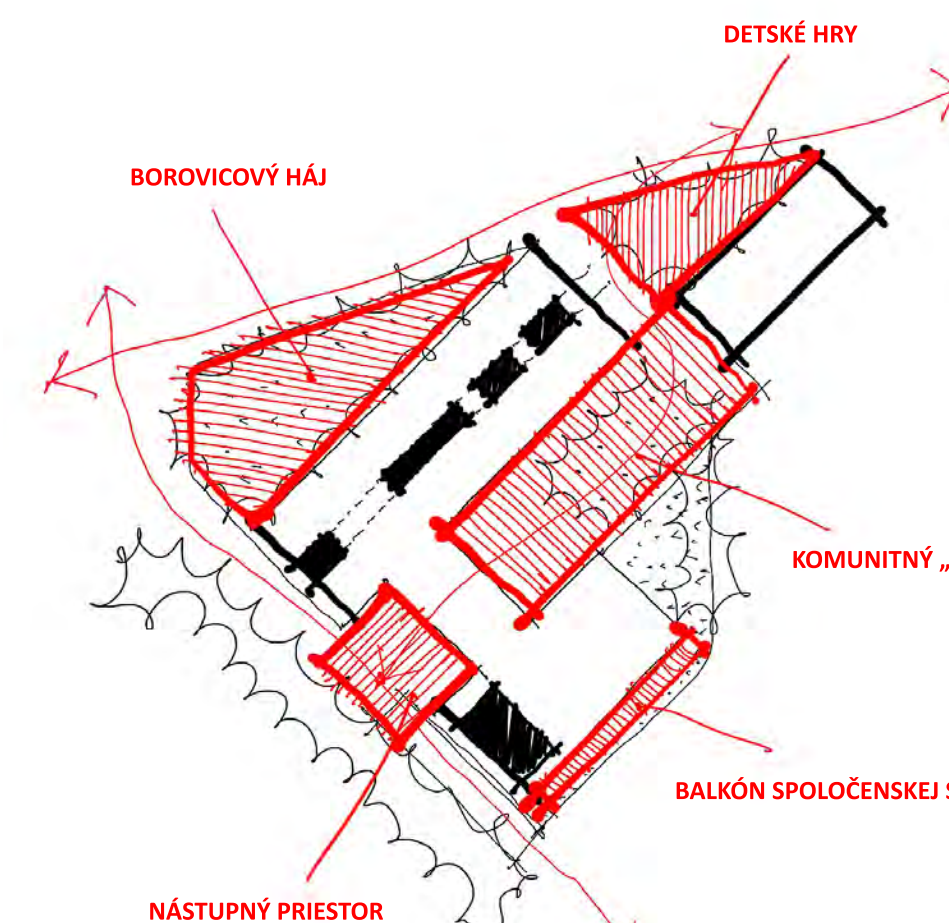 DETSKÉ HRY
BOROVICOVÝ HÁJ
KOMUNITNÝ „
BALKÓN SPOLOČENSKEJ
NÁSTUPNÝ PRIESTOR